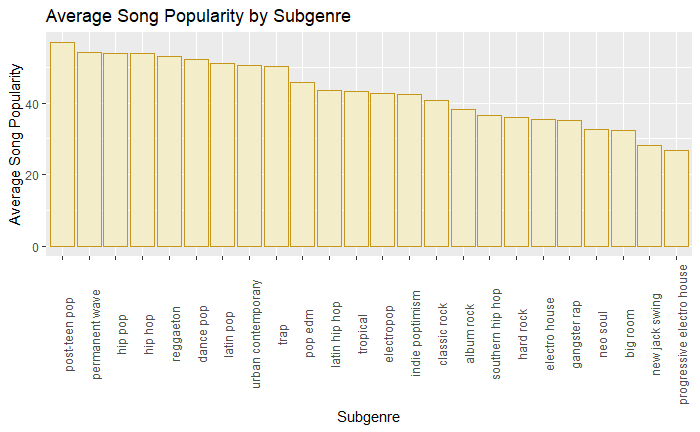 Average Song Popularity by Subgenre
Average Song Popularity
40
20
0
post-teen pop
permanent wave
hip pop
hip hop
reggaeton
dance pop
latin pop
urban contemporary
trap
pop edm
latin hip hop
tropical
electropop
indie poptimism
classic rock
album rock
southern hip hop
hard rock
electro house
gangster rap
neo soul
big room
new jack swing
progressive electro house
Subgenre